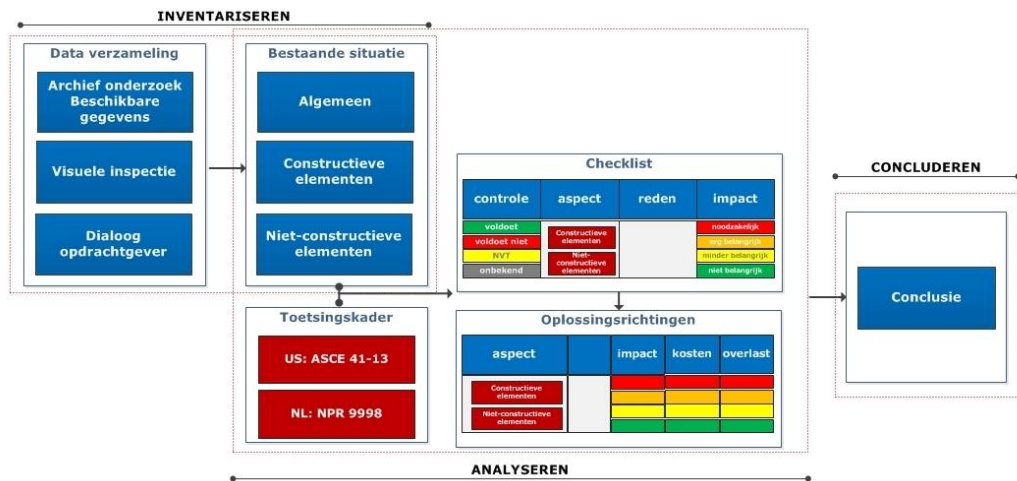 INVENTARISEREN
Data verzameling
Archief onderzoek
Beschikbare
gegevens
Visuele inspectie
Dialoog
opdrachtgever
Bestaande situatie
Algemeen
Constructieve
elementen
Niet-constructieve
elementen
Toetsingskader
US: ASCE 41-13
NL: NPR 9998
Checklist
controle aspect reden impact
voldoet
voldoet niet
NVT
onbekend
Constructieve
elementen
Niet-
constructieve
elementen
noodzakelijk
erg belangrijk
minder belangrijk
niet belangrijk
Oplossingsrichtingen
aspect impact kosten overlast
Constructieve
elementen
Niet-constructieve
elementen
ANALYSEREN
CONCLUDEREN
Conclusie